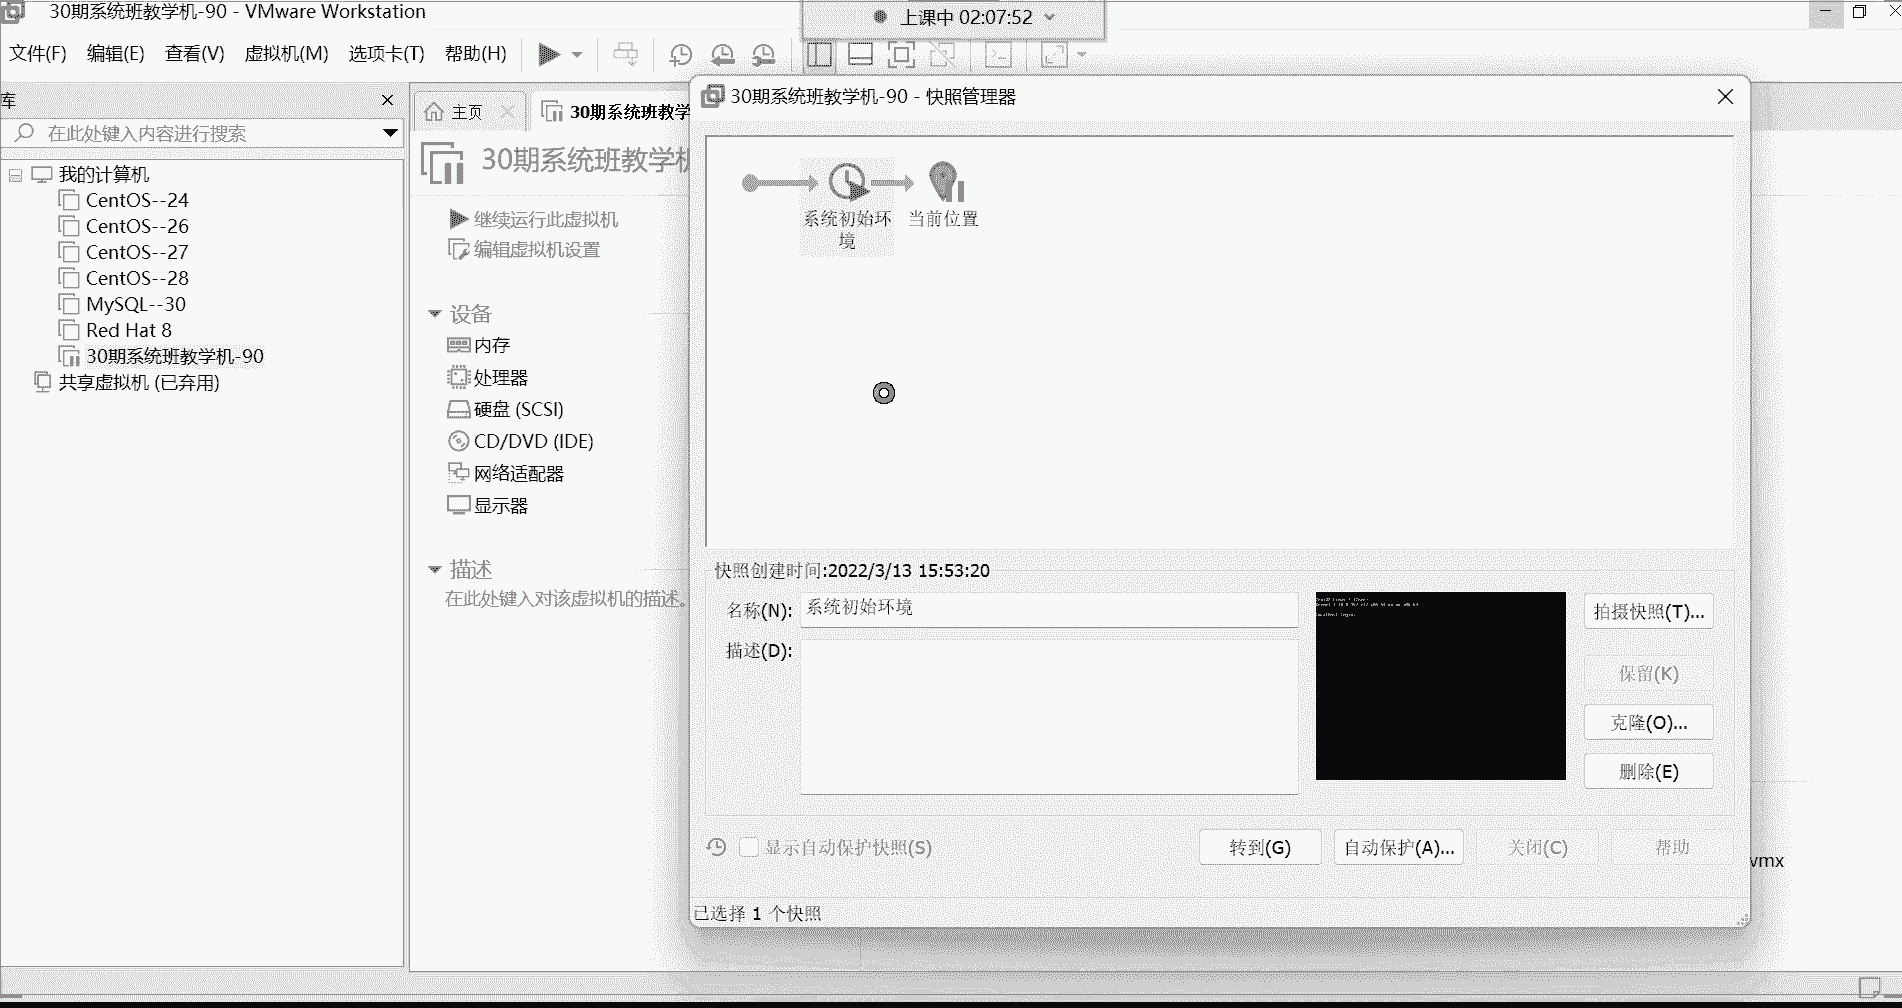 30期系统班教学机-90 - VMware Workstation
上课中 02:07:52
文件(F) 编辑(E) 查看(V) 虚拟机(M) 选项卡(T) 帮助(H)
库
在此处键入内容进行搜索
我的计算机
CentOS--24
CentOS--26
CentOS--27
CentOS--28
MySQL--30
Red Hat 8
30期系统班教学机-90
共享虚拟机 (已弃用)
主页
30期系统班教学
30期系统班教学机
继续运行此虚拟机
编辑虚拟机设置
设备
内存
处理器
硬盘 (SCSI)
CD/DVD (IDE)
网络适配器
显示器
描述
在此处键入对该虚拟机的描述。
30期系统班教学机-90 - 快照管理器
系统初始环
境
当前位置
快照创建时间:2022/3/13 15:53:20
名称(N):
系统初始环境
描述(D):
拍摄快照(T)...
保留(K)
克隆(O)...
删除(E)
显示自动保护快照(S)
转到(G)
自动保护(A)...
关闭(C)
帮助
已选择 1 个快照
vmx